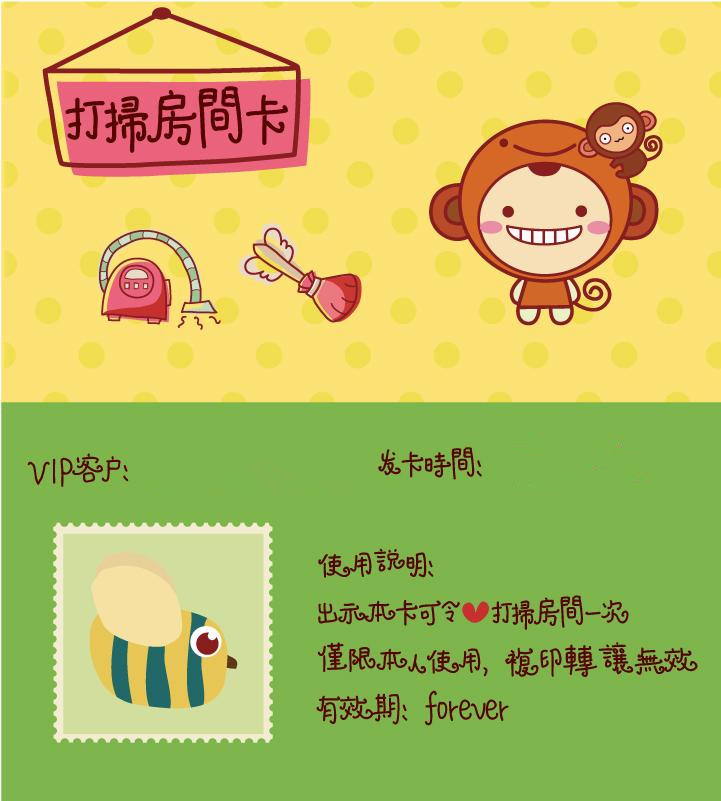 打掃房間卡
VIP客户:
发卡時間:
使用説明:
出示本卡可令❤打掃房間一次
僅限本人使用，複印轉讓無效
有效期: forever